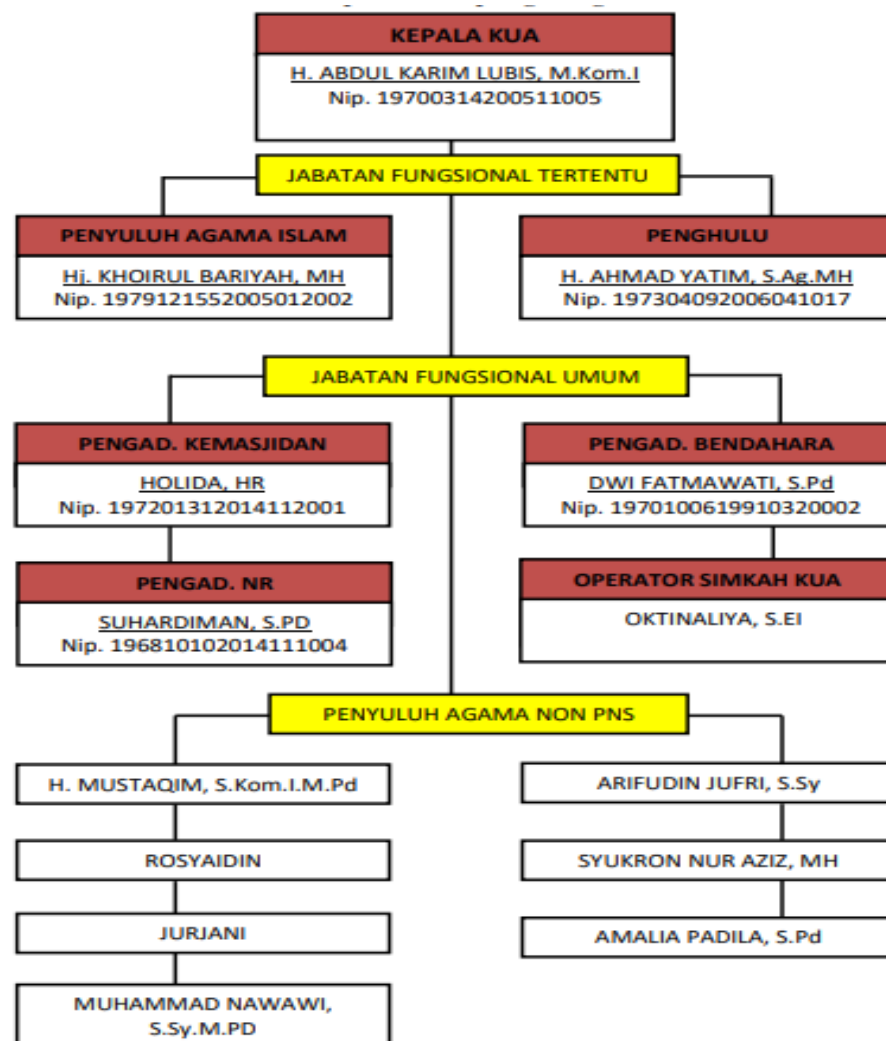 KEPALA KUA
H. ABDUL KARIM LUBIS, M.Kom.I
Nip. 19700314200511005
JABATAN FUNGSIONAL TERTENTU
PENYULUH AGAMA ISLAM
Hj. KHOIRUL BARIYAH, MH
Nip. 1979121552005012002
PENGHULU
H. AHMAD YATIM, S.Ag.MH
Nip. 197304092006041017
JABATAN FUNGSIONAL UMUM
PENGAD. KEMASJIDAN
HOLIDA, HR
Nip. 197201312014112001
PENGAD. BENDAHARA
DWI FATMAWATI, S.Pd
Nip. 1970100619910320002
PENGAD. NR
SUHARDIMAN, S.PD
Nip. 196810102014111004
OPERATOR SIMKAH KUA
OKTINALIYA, S.EI
PENYULUH AGAMA NON PNS
H. MUSTAQIM, S.Kom.I.M.Pd
ROSYAIDIN
JURJANI
MUHAMMAD NAWAWI,
S.Sy.M.PD
ARIFUDIN JUFRI, S.Sy
SYUKRON NUR AZIZ, MH
AMALIA PADILA, S.Pd